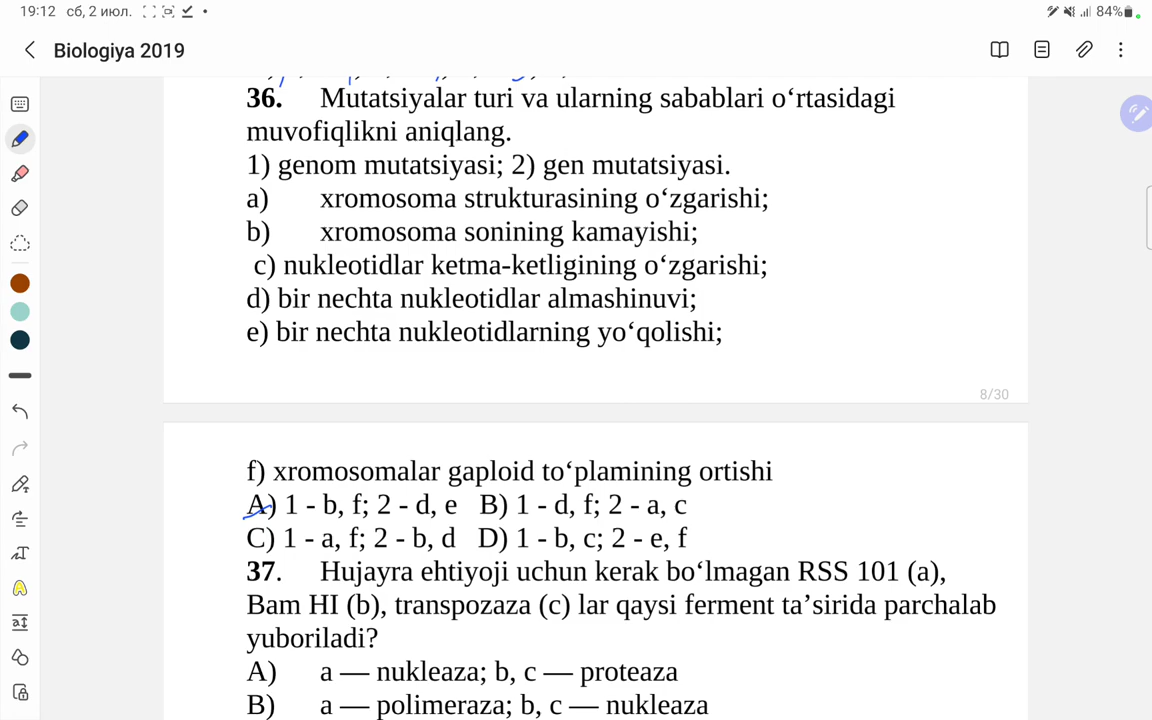 19:12 сб, 2 июл.
84%
Biologiya 2019
36. Mutatsiyalar turi va ularning sabablari o‘rtasidagi
muvofiqlikni aniqlang.
1) genom mutatsiyasi; 2) gen mutatsiyasi.
a) xromosoma strukturasining o‘zgarishi;
b) xromosoma sonining kamayishi;
c) nukleotidlar ketma-ketligining o‘zgarishi;
d) bir nechta nukleotidlar almashinuvi;
e) bir nechta nukleotidlarning yo‘qolishi;
8/30
f) xromosomalar gaploid to‘plamining ortishi
A) 1 - b, f; 2 - d, e B) 1 - d, f; 2 - a, c
C) 1 - a, f; 2 - b, d D) 1 - b, c; 2 - e, f
37. Hujayra ehtiyoji uchun kerak bo‘lmagan RSS 101 (a),
Bam HI (b), transpozaza (c) lar qaysi ferment ta’sirida parchalab
yuboriladi?
A) a — nukleaza; b, c — proteaza
B) a — polimeraza; b, c — nukleaza